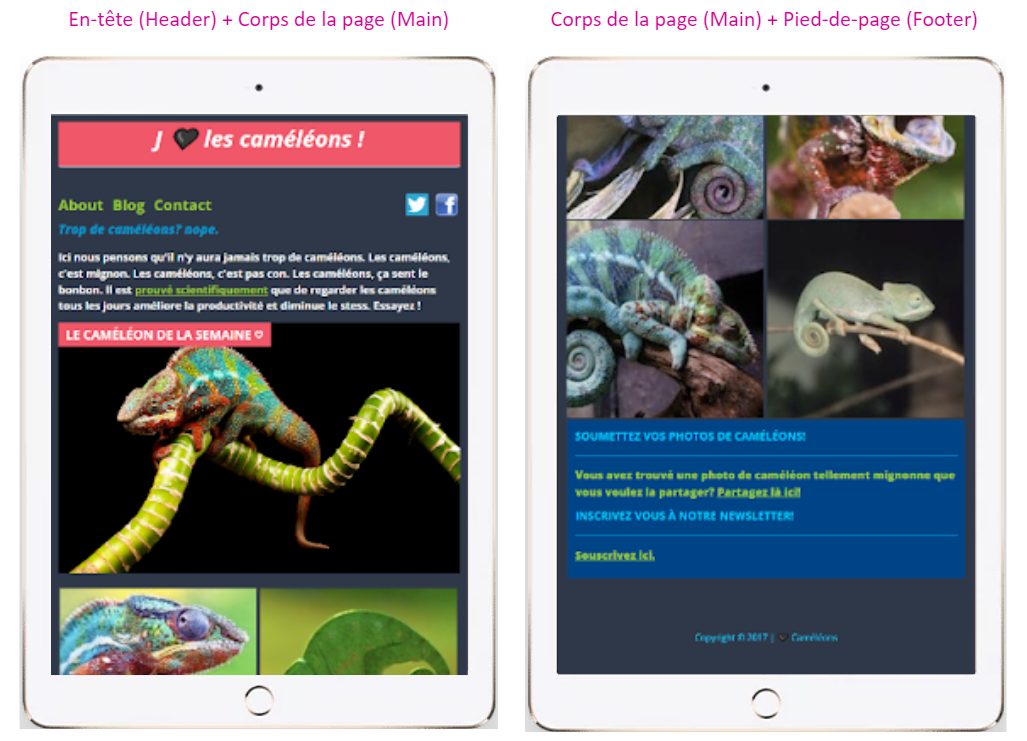 En-tête (Header) + Corps de la page (Main)
J 🖤 les caméléons !
About Blog Contact
Trop de caméléons? nope.
Ici nous pensons qu'il n'y aura jamais trop de caméléons. Les caméléons,
c'est mignon. Les caméléons, c'est pas con. Les caméléons, ça sent le
bonbon. Il est prouvé scientifiquement que de regarder les caméléons
tous les jours améliore la productivité et diminue le stess. Essayez !
LE CAMÉLÉON DE LA SEMAINE ♡
Corps de la page (Main) + Pied-de-page (Footer)
SOUMETTEZ VOS PHOTOS DE CAMÉLÉONS!
Vous avez trouvé une photo de caméléon tellement mignonne que
vous voulez la partager? Partagez là ici!
INSCRIVEZ VOUS À NOTRE NEWSLETTER!
Souscrivez ici.
Copyright © 2017 | 🖤 Caméléons